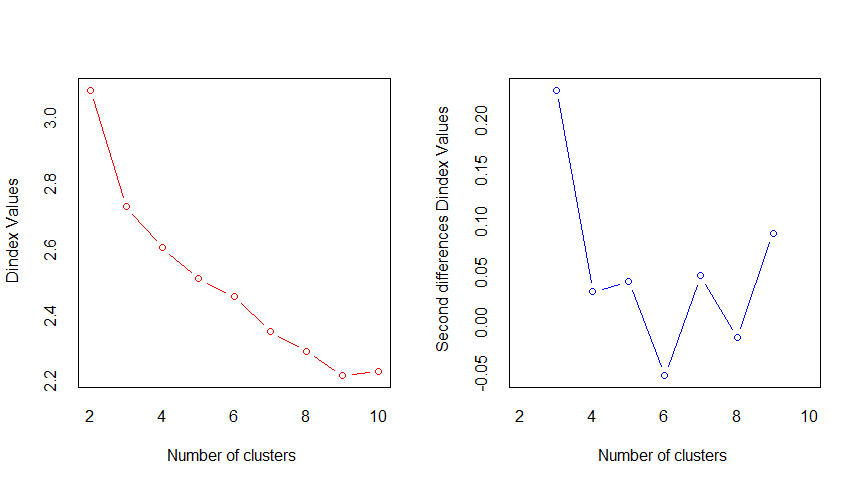 Dindex Values
3.0
2.8
2.6
2.4
2.2
2 4 6 8 10
Number of clusters
Second differences Dindex Values
0.20
0.15
0.10
0.05
0.00
-0.05
2 4 6 8 10
Number of clusters